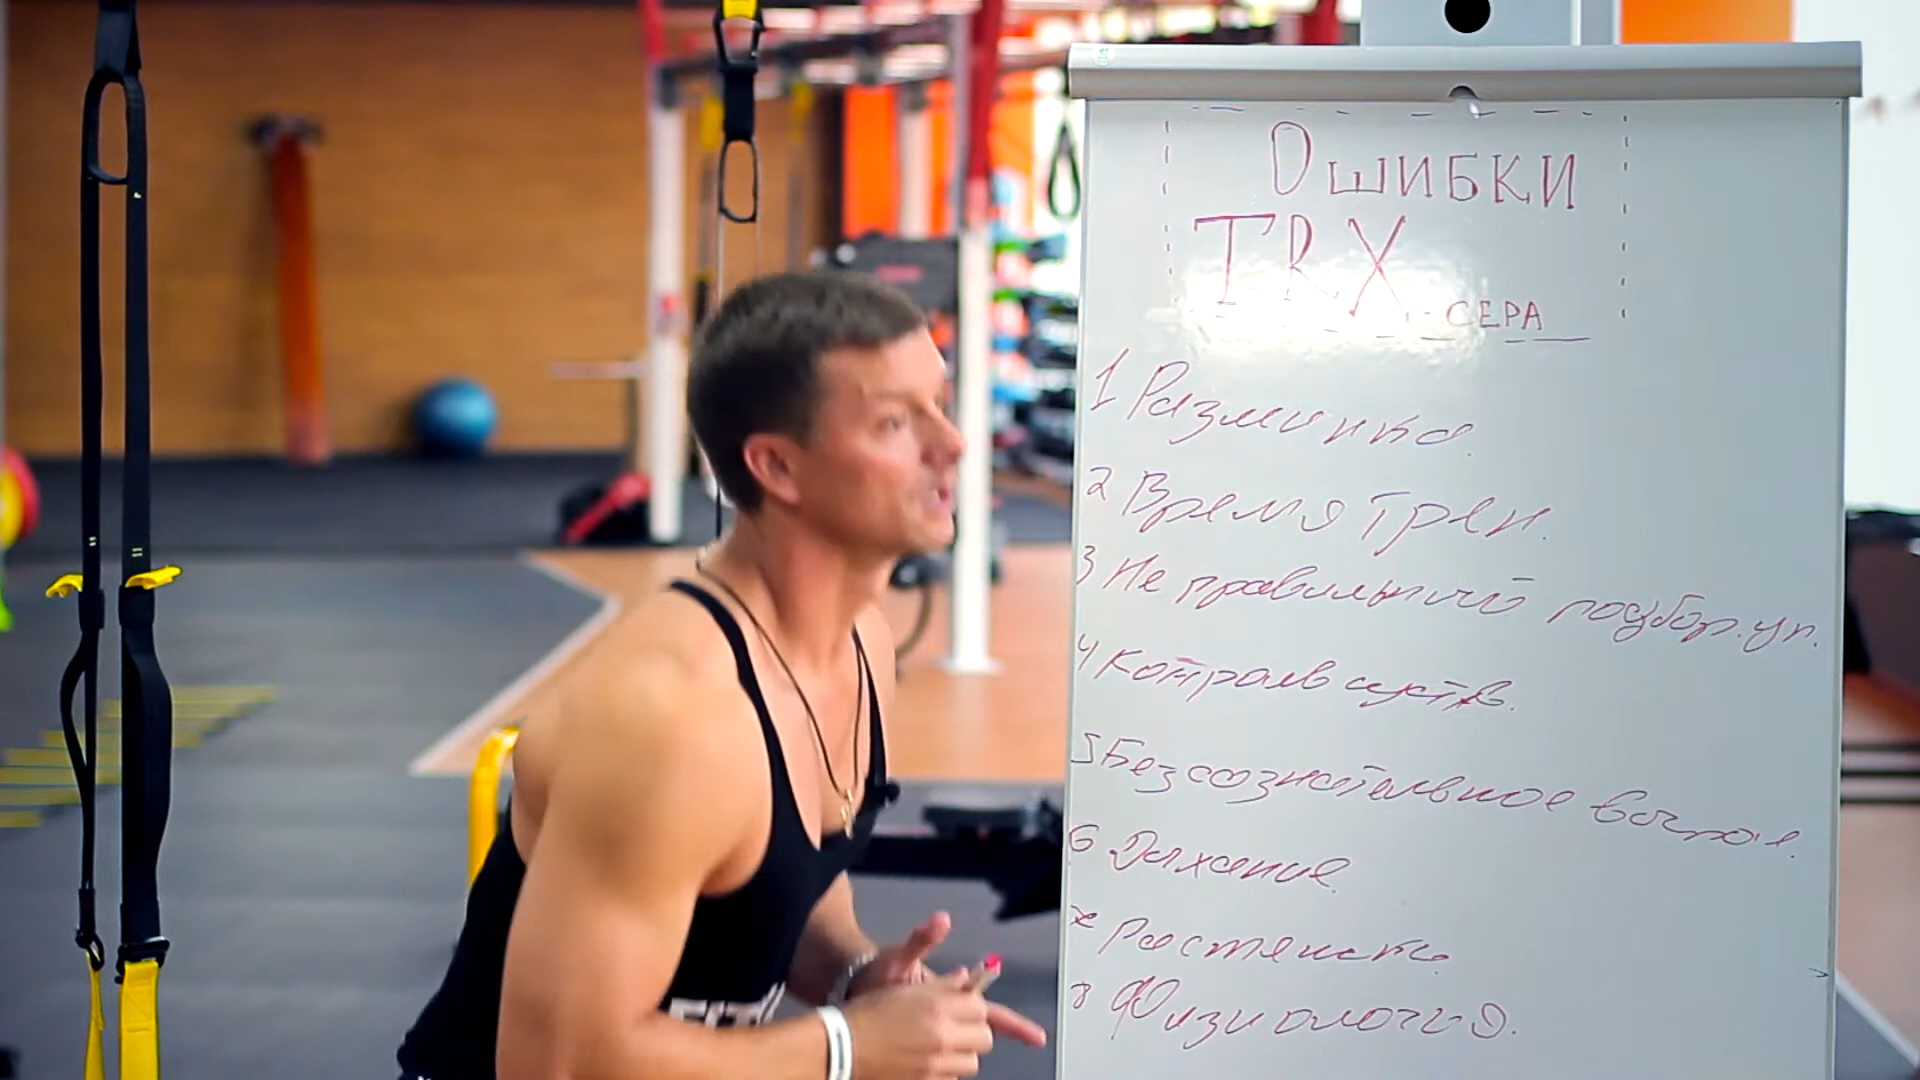 Ошибки
TRX
СЕРА
1 Разминка.
2 Время трен.
3 Не правильный подбор.уп.
4 Контроль
5 Безсознательное
6 Дыхание.
7 Растяжка
8 Физиология.
FIT